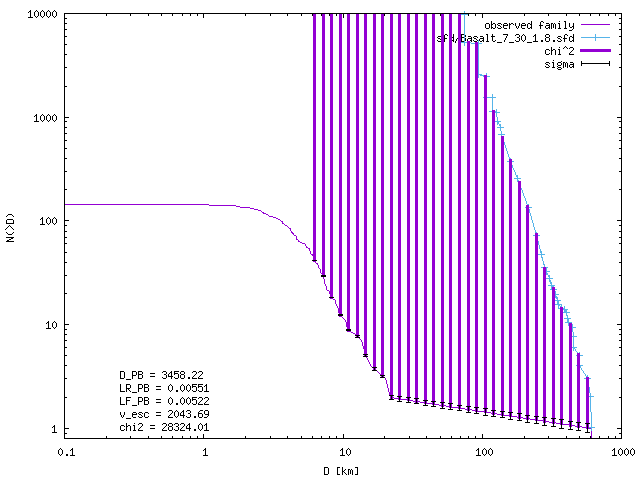 10000
1000
100
10
1
N(>D)
observed family
sfd/Basalt_7_30_1.8.sfd
chi^2
sigma
D_PB = 3458.22
LR_PB = 0.00551
LF_PB = 0.00522
v_esc = 2043.69
chi2 = 28324.01
0.1 1 10 100 1000
D [km]